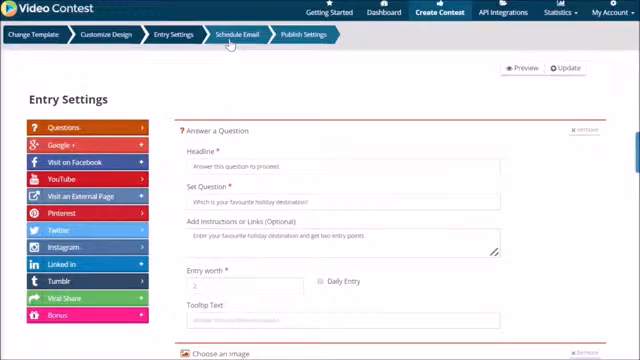 Video Contest
Getting Started
Dashboard
Create Contest
API Integrations
Statistics
My Account
Change Template
Customize Design
Entry Settings
Schedule Email
Publish Settings
Preview
Update
Entry Settings
Questions
Google +
Visit on Facebook
YouTube
Visit an External Page
Pinterest
Twitter
Instagram
Linked in
Tumblr
Viral Share
Bonus
? Answer a Question
x Remove
Headline *
Answer this question to proceed.
Set Question *
Which is your favourite holiday destination?
Add Instructions or Links (Optional)
Enter your favourite holiday destination and get two entry points
Entry worth *
2
Daily Entry
Tooltip Text
Choose an Image
x Remove